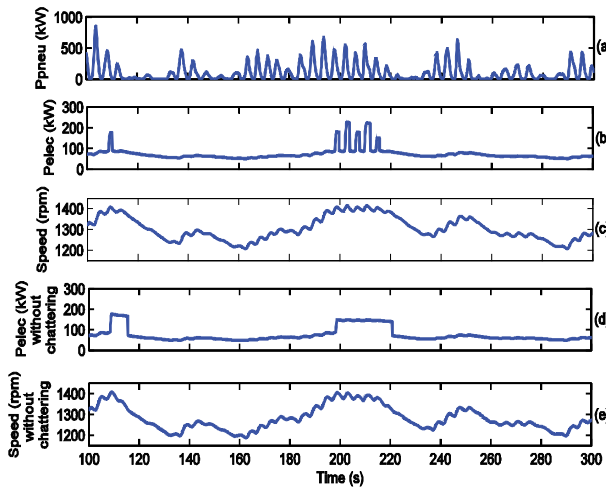 Ppneu (kW)
1000
500
0
(a
Pelec (kW)
300
200
100
0
(b)
Speed (rpm)
1400
1300
1200
(c)
Pelec (kW)
without
chattering
300
200
100
0
(d)
Speed (rpm)
without
chattering
1400
1300
1200
(e)
100 120 140 160 180 200 220 240 260 280 300
Time (s)